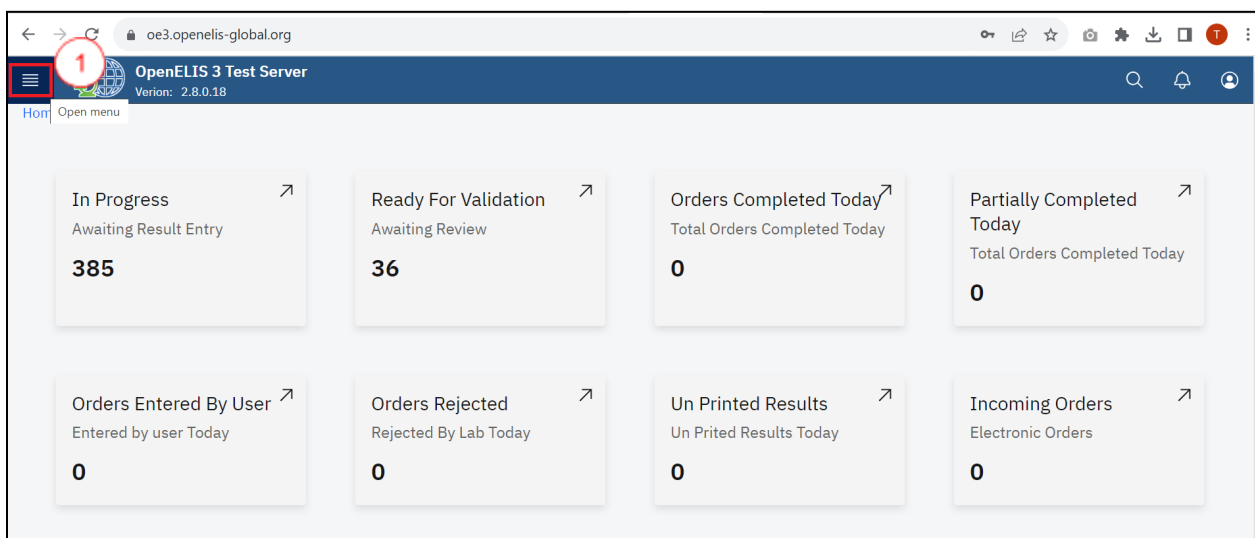 oe3.openelis-global.org
T
1
OpenELIS 3 Test Server
Verion: 2.8.0.18
Hom
Open menu
In Progress
Awaiting Result Entry
385
Ready For Validation
Awaiting Review
36
Orders Completed Today
Total Orders Completed Today
0
Partially Completed
Today
Total Orders Completed Today
0
Orders Entered By User
Entered by user Today
0
Orders Rejected
Rejected By Lab Today
0
Un Printed Results
Un Prited Results Today
0
Incoming Orders
Electronic Orders
0